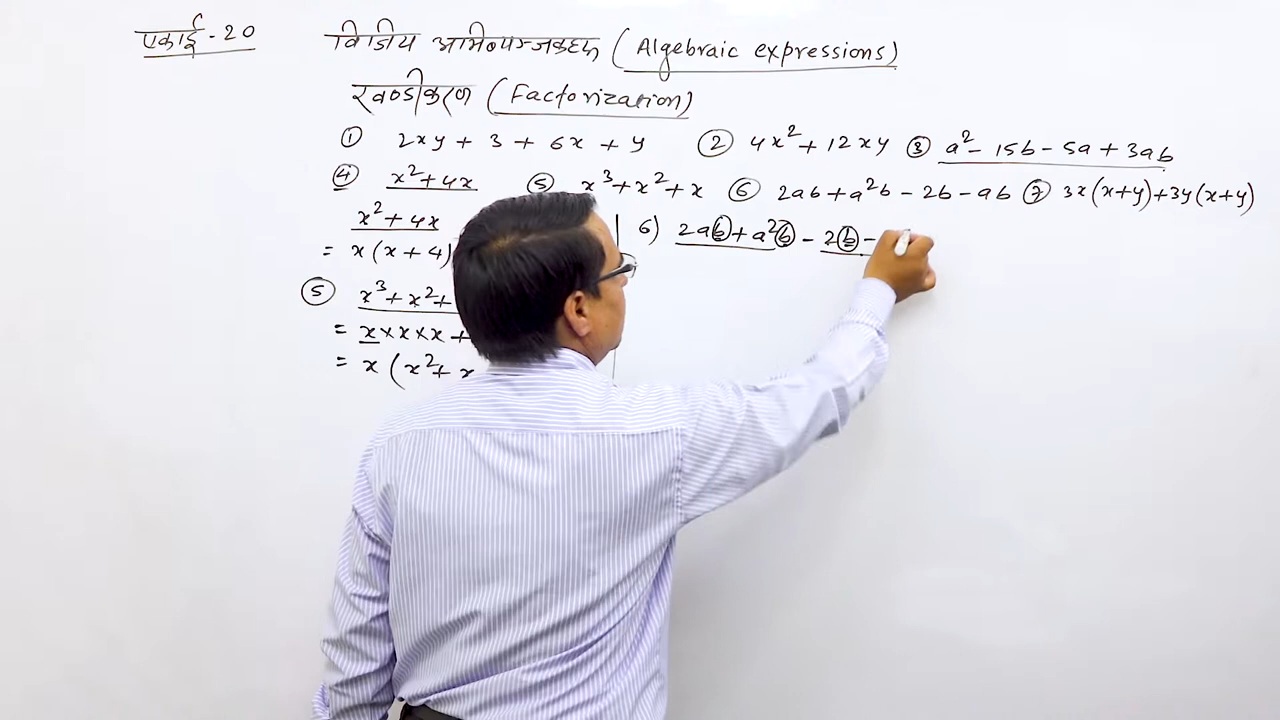 एकाई - 20 विजिय अभिव्यन्जकहरू (Algebraic expressions)
खण्डीकरण (Factorization)
① 2xy + 3 + 6x + y ② 4x² + 12xy ③ a² - 15b - 5a + 3ab
④ x² + 4x ⑤ x³ + x² + x ⑥ 2ab + a²b - 2b - ab ⑦ 3x(x+y) + 3y(x+y)
x² + 4x
= x(x + 4)
⑤ x³ + x² +
= x × x × x +
= x (x² + x
6) 2ab + a²b - 2b -